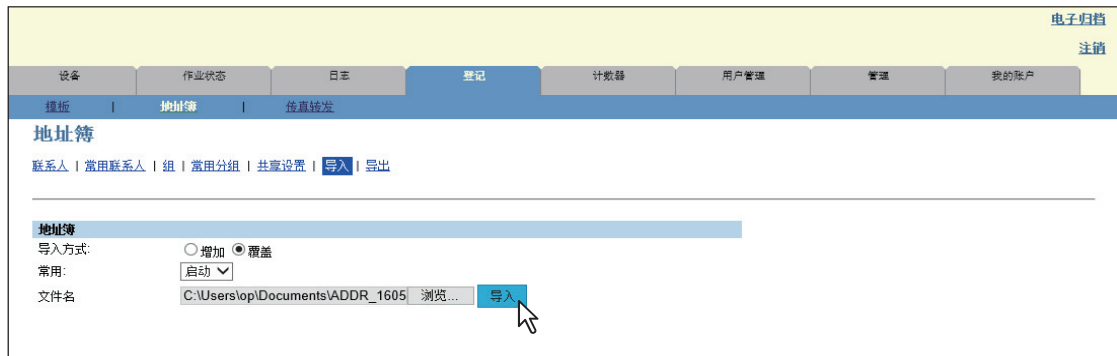 电子归档
注销
设备 作业状态 日志 登记 计数器 用户管理 管理 我的账户
模板 | 地址簿 | 传真转发
地址簿
联系人 | 常用联系人 | 组 | 常用分组 | 共享设置 | 导入 | 导出
地址簿
导入方式: 增加 覆盖
常用: 启动
文件名 C:\Users\op\Documents\ADDR_1605 浏览... 导入